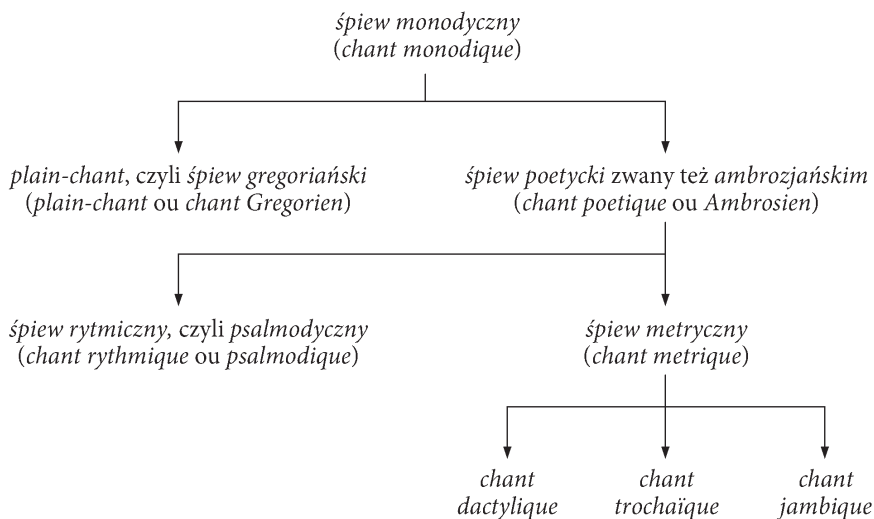 śpiew monodyczny
(chant monodique)
plain-chant, czyli śpiew gregoriański
(plain-chant ou chant Gregorien)
śpiew poetycki zwany też ambrozjańskim
(chant poetique ou Ambrosien)
śpiew rytmiczny, czyli psalmodyczny
(chant rythmique ou psalmodique)
śpiew metryczny
(chant metrique)
chant
dactylique
chant
trochaïque
chant
jambique